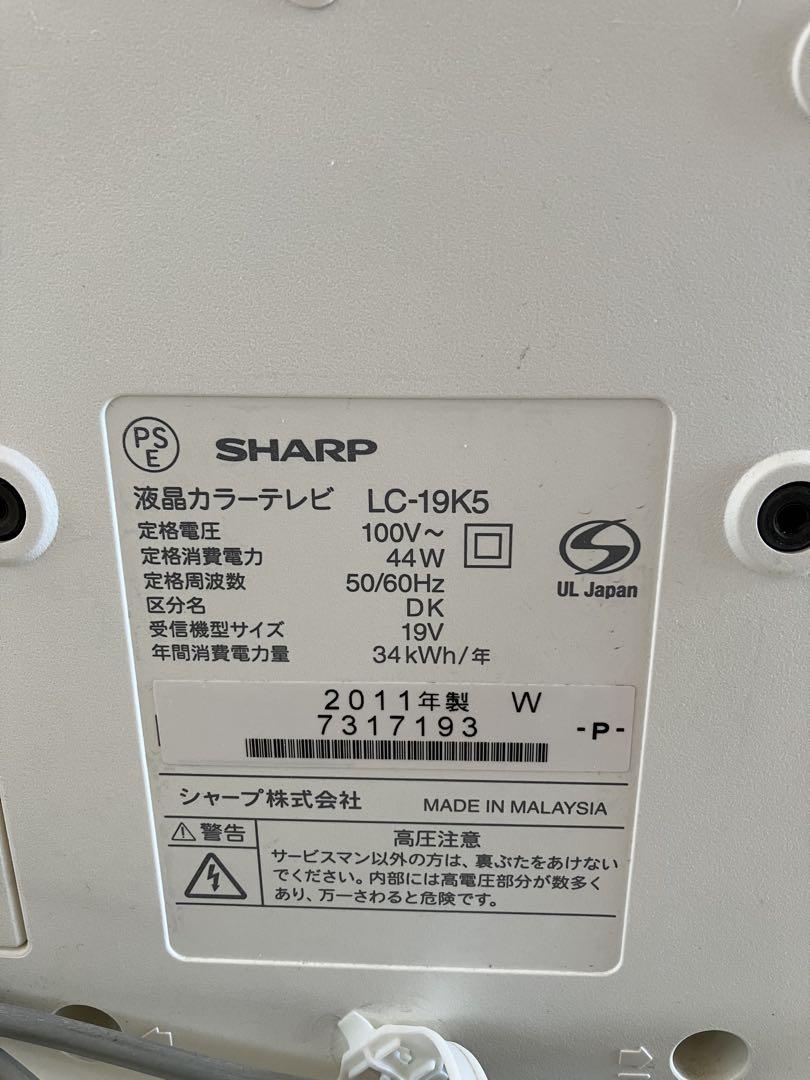 PS
E
SHARP
液晶カラーテレビ LC-19K5
定格電圧 100V～
定格消費電力 44W
定格周波数 50/60Hz
区分名 DK
受信機型サイズ 19V
年間消費電力量 34kWh/年
UL Japan
2011年製 W
7317193 -P-
シャープ株式会社 MADE IN MALAYSIA
警告
高圧注意
サービスマン以外の方は、裏ぶたをあけない
でください。内部には高電圧部分が数多く
あり、万一さわると危険です。